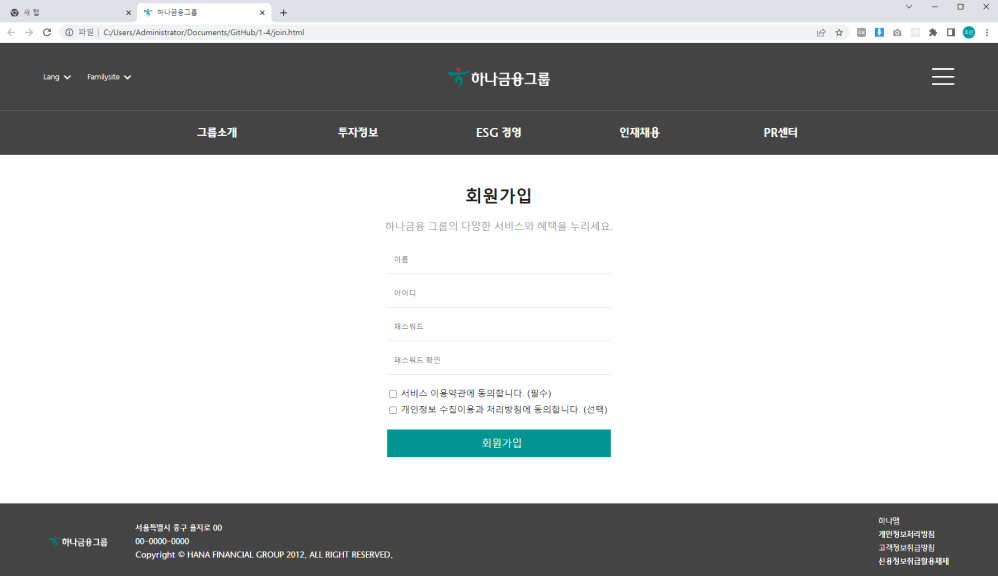 새 탭
하나금융그룹
파일
C:/Users/Administrator/Documents/GitHub/1-4/join.html
Lang
Familysite
하나금융그룹
그룹소개
투자정보
ESG 경영
인재채용
PR센터
회원가입
하나금융 그룹의 다양한 서비스와 혜택을 누리세요.
이름
아이디
패스워드
패스워드 확인
서비스 이용약관에 동의합니다. (필수)
개인정보 수집이용과 처리방침에 동의합니다. (선택)
회원가입
하나금융그룹
서울특별시 중구 을지로 00
00-0000-0000
Copyright © HANA FINANCIAL GROUP 2012. ALL RIGHT RESERVED.
하나맵
개인정보처리방침
고객정보취급방침
신용정보취급활용체제